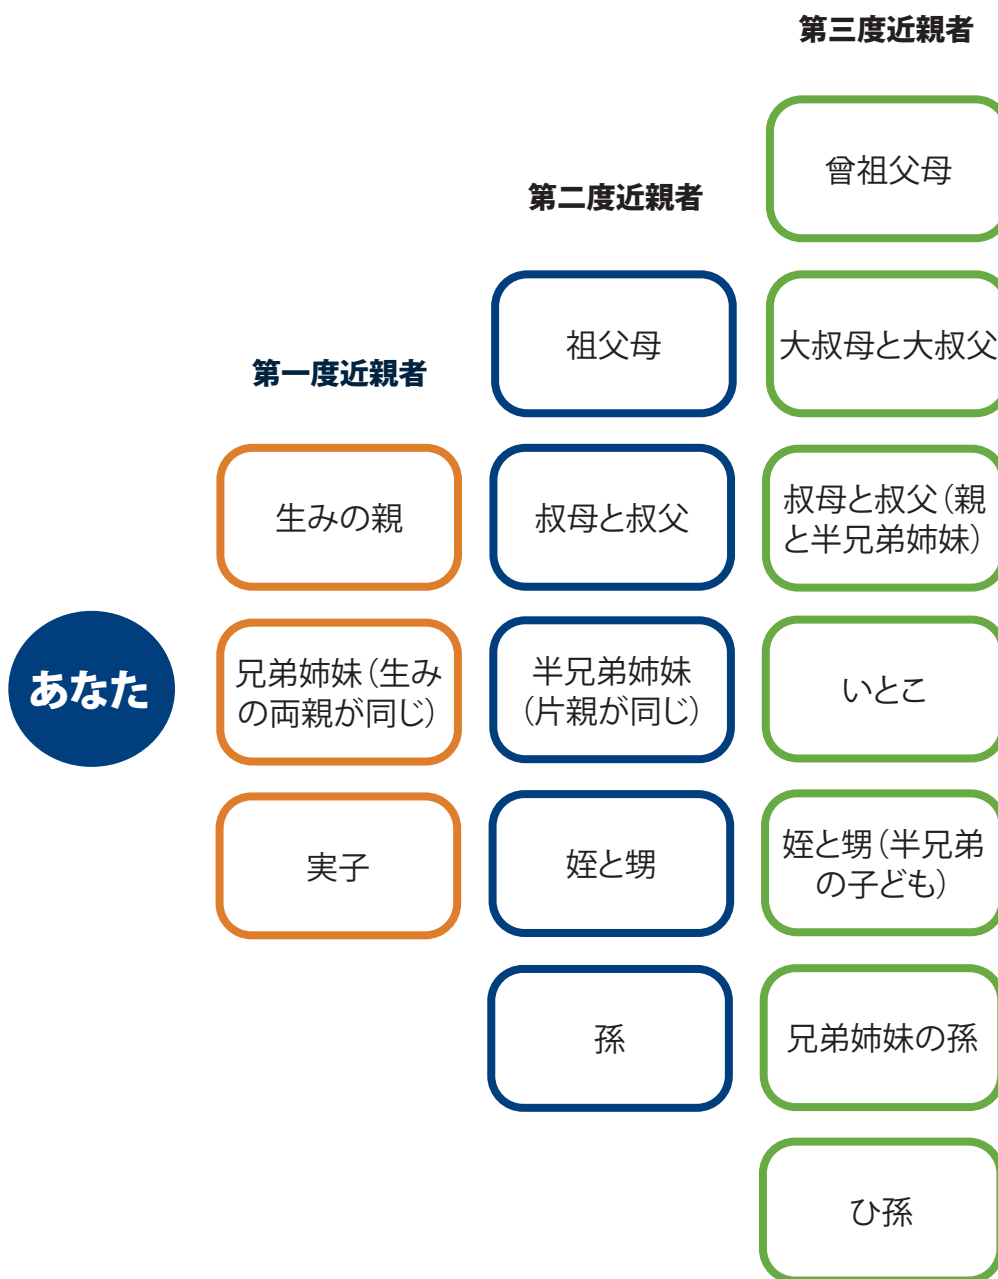 第三度近親者
曾祖父母
第二度近親者
祖父母
大叔母と大叔父
第一度近親者
生みの親
叔母と叔父
叔母と叔父(親
と半兄弟姉妹)
あなた
兄弟姉妹(生み
の両親が同じ)
半兄弟姉妹
(片親が同じ)
いとこ
実子
姪と甥
姪と甥(半兄弟
の子ども)
孫
兄弟姉妹の孫
ひ孫